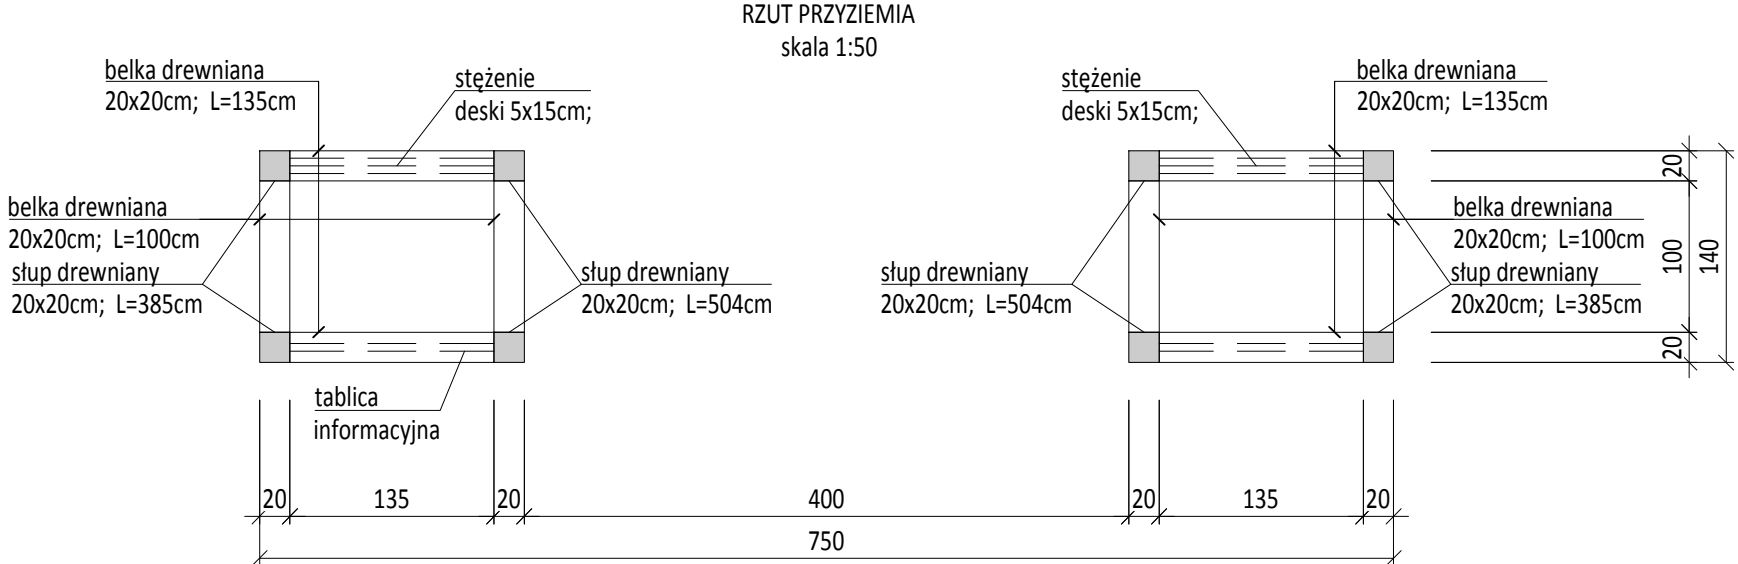 RZUT PRZYZIEMIA
skala 1:50
belka drewniana
20x20cm; L=135cm
stężenie
deski 5x15cm;
stężenie
deski 5x15cm;
belka drewniana
20x20cm; L=135cm
belka drewniana
20x20cm; L=100cm
słup drewniany
20x20cm; L=385cm
słup drewniany
20x20cm; L=504cm
słup drewniany
20x20cm; L=504cm
belka drewniana
20x20cm; L=100cm
słup drewniany
20x20cm; L=385cm
20
100
140
20
tablica
informacyjna
20 135 20 400 20 135 20
750